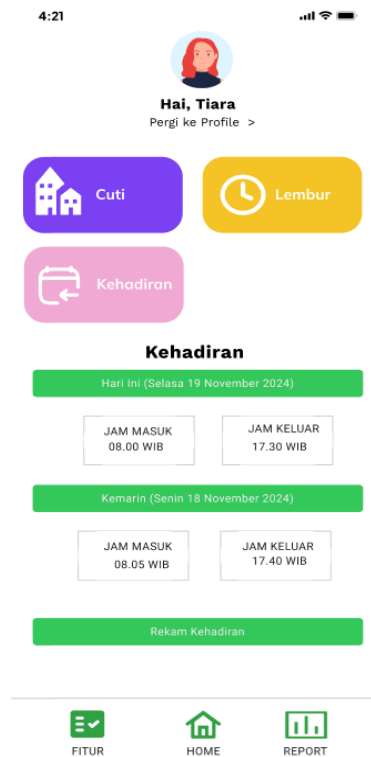 4:21
Hai, Tiara
Pergi ke Profile >
Cuti
Lembur
Kehadiran
Kehadiran
Hari Ini (Selasa 19 November 2024)
JAM MASUK
08.00 WIB
JAM KELUAR
17.30 WIB
Kemarin (Senin 18 November 2024)
JAM MASUK
08.05 WIB
JAM KELUAR
17.40 WIB
Rekam Kehadiran
FITUR
HOME
REPORT